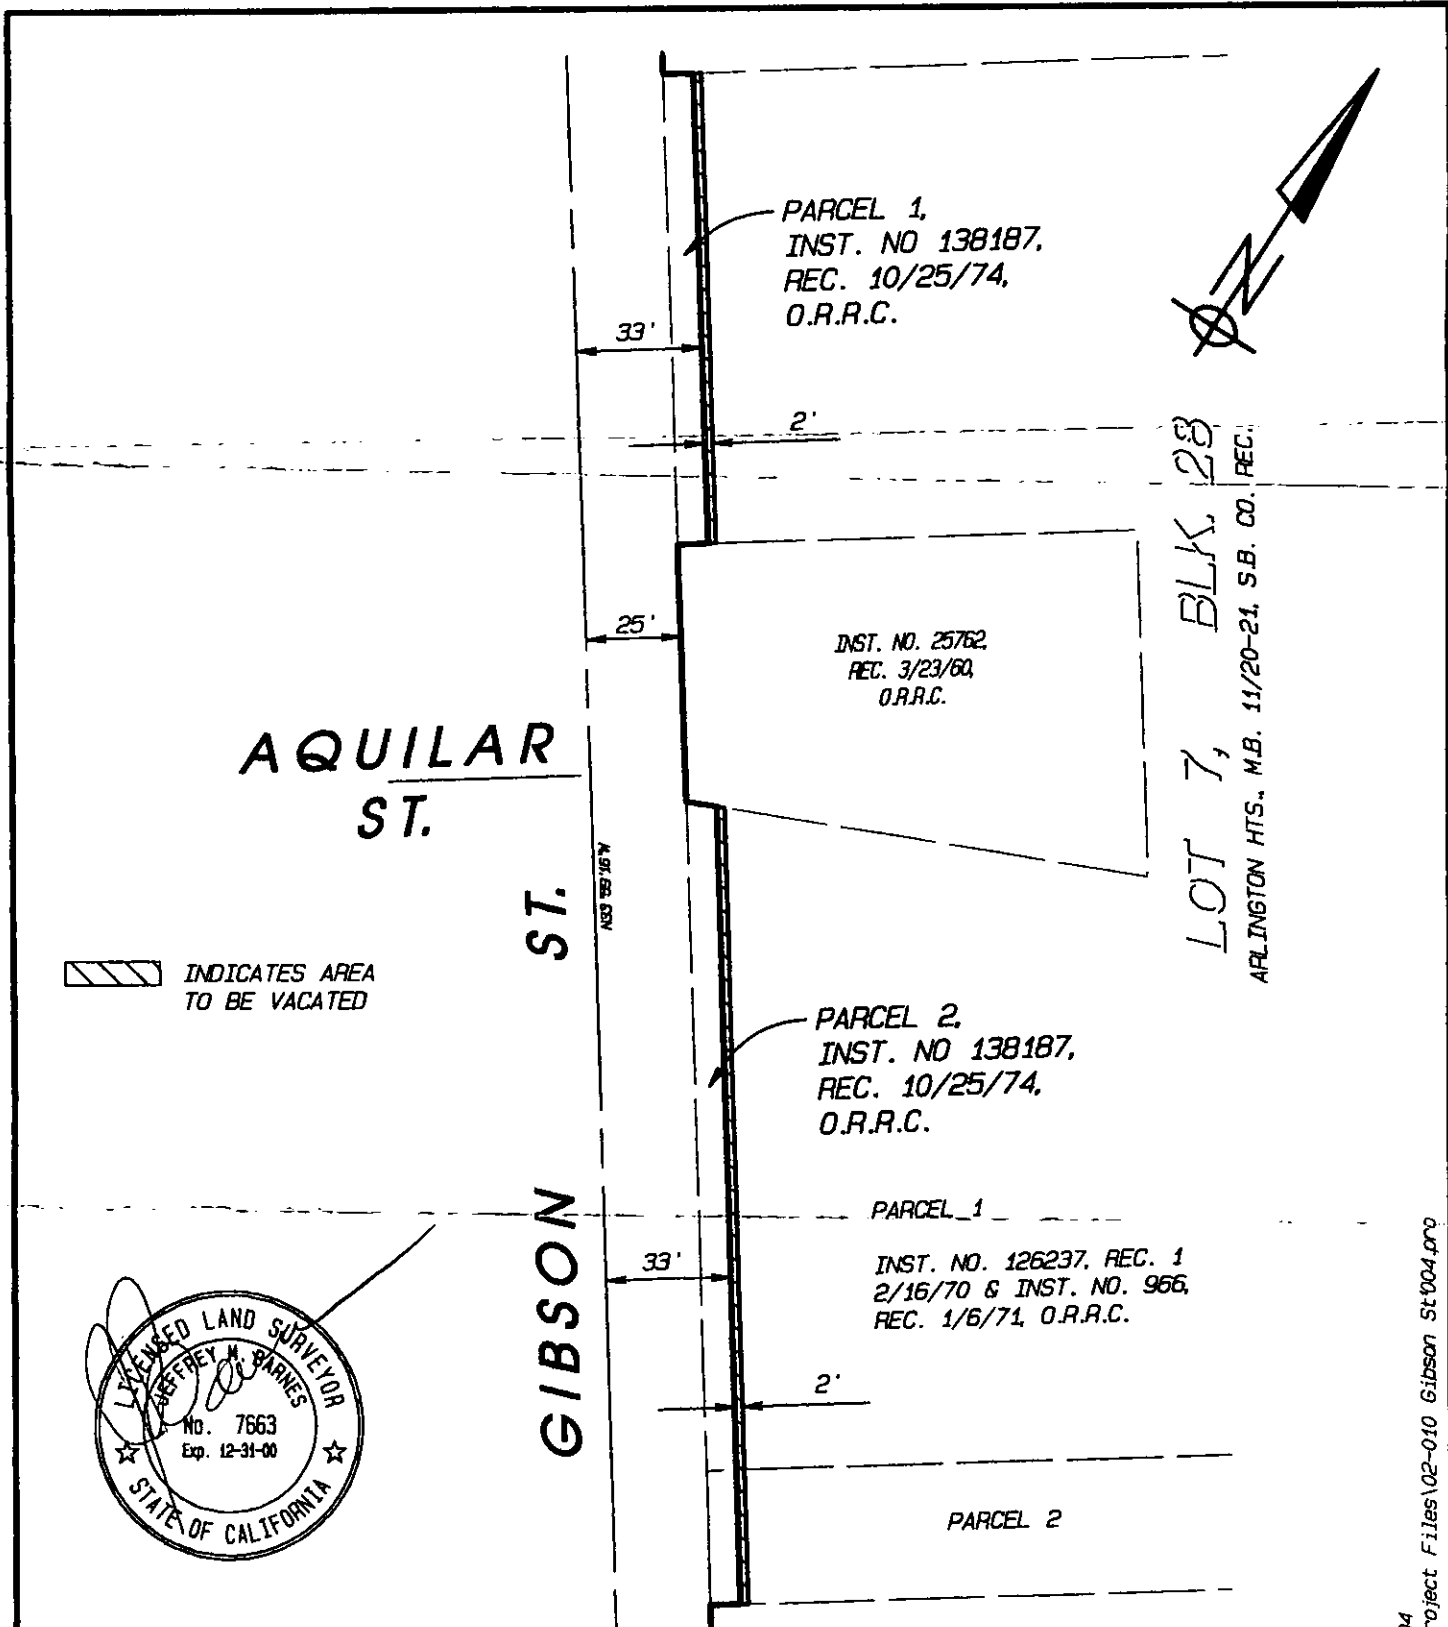 PARCEL 1,
INST. NO 138187,
REC. 10/25/74,
O.R.R.C.
33'
2'
25'
INST. NO. 25762,
REC. 3/23/60,
O.R.R.C.
LOT 7, BLK. 28
ARLINGTON HTS., M.B. 11/20-21, S.B. CO. REC.
N
AQUILAR
ST.
GIBSON ST.
INDICATES AREA
TO BE VACATED
PARCEL 2,
INST. NO 138187,
REC. 10/25/74,
O.R.R.C.
PARCEL 1
INST. NO. 126237, REC. 1
2/16/70 & INST. NO. 966,
REC. 1/6/71, O.R.R.C.
33'
2'
PARCEL 2
LICENSED LAND SURVEYOR
JEFFREY M. BARNES
No. 7663
Exp. 12-31-00
STATE OF CALIFORNIA
roject Files\02-010 Gibson St\004.pro